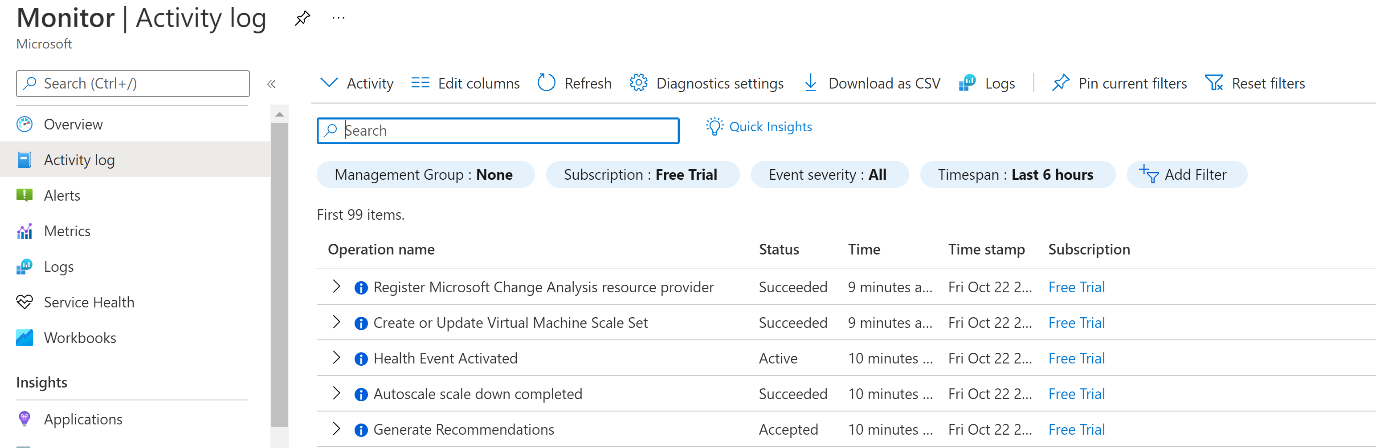 Monitor | Activity log ...
Microsoft
Search (Ctrl+/) «
Overview
Activity log
Alerts
Metrics
Logs
Service Health
Workbooks
Insights
Applications
Activity Edit columns Refresh Diagnostics settings Download as CSV Logs Pin current filters Reset filters
Search Quick Insights
Management Group : None Subscription : Free Trial Event severity : All Timespan : Last 6 hours Add Filter
First 99 items.
Operation name Status Time Time stamp Subscription
Register Microsoft Change Analysis resource provider Succeeded 9 minutes a... Fri Oct 22 2... Free Trial
Create or Update Virtual Machine Scale Set Succeeded 9 minutes a... Fri Oct 22 2... Free Trial
Health Event Activated Active 10 minutes ... Fri Oct 22 2... Free Trial
Autoscale scale down completed Succeeded 10 minutes ... Fri Oct 22 2... Free Trial
Generate Recommendations Accepted 10 minutes ... Fri Oct 22 2... Free Trial